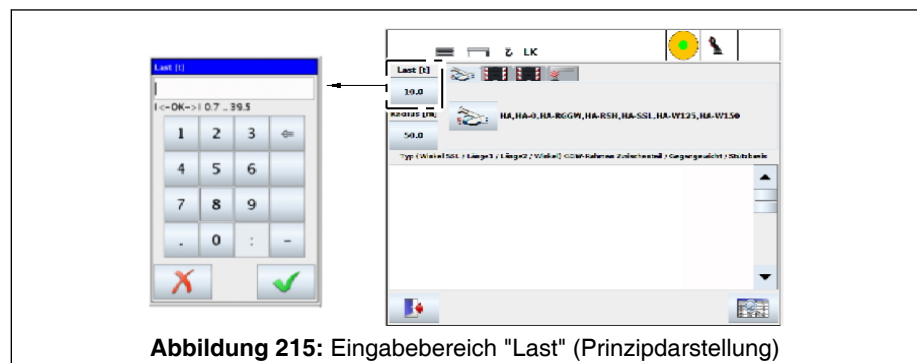 Last [t]
|<-OK->| 0.7 .. 39.5
1 2 3
4 5 6
7 8 9
. 0 : -
LK
Last [t]
10.0
Radius [m]
50.0
HA,HA-0,HA-RGGW,HA-RSH,HA-SSL,HA-W125,HA-W150
Typ (Winkel SSL / Länge1 / Länge2 / Winkel) GGW-Rahmen Zwischenteil / Gegengewicht / Stützbasis
Abbildung 215: Eingabebereich "Last" (Prinzipdarstellung)